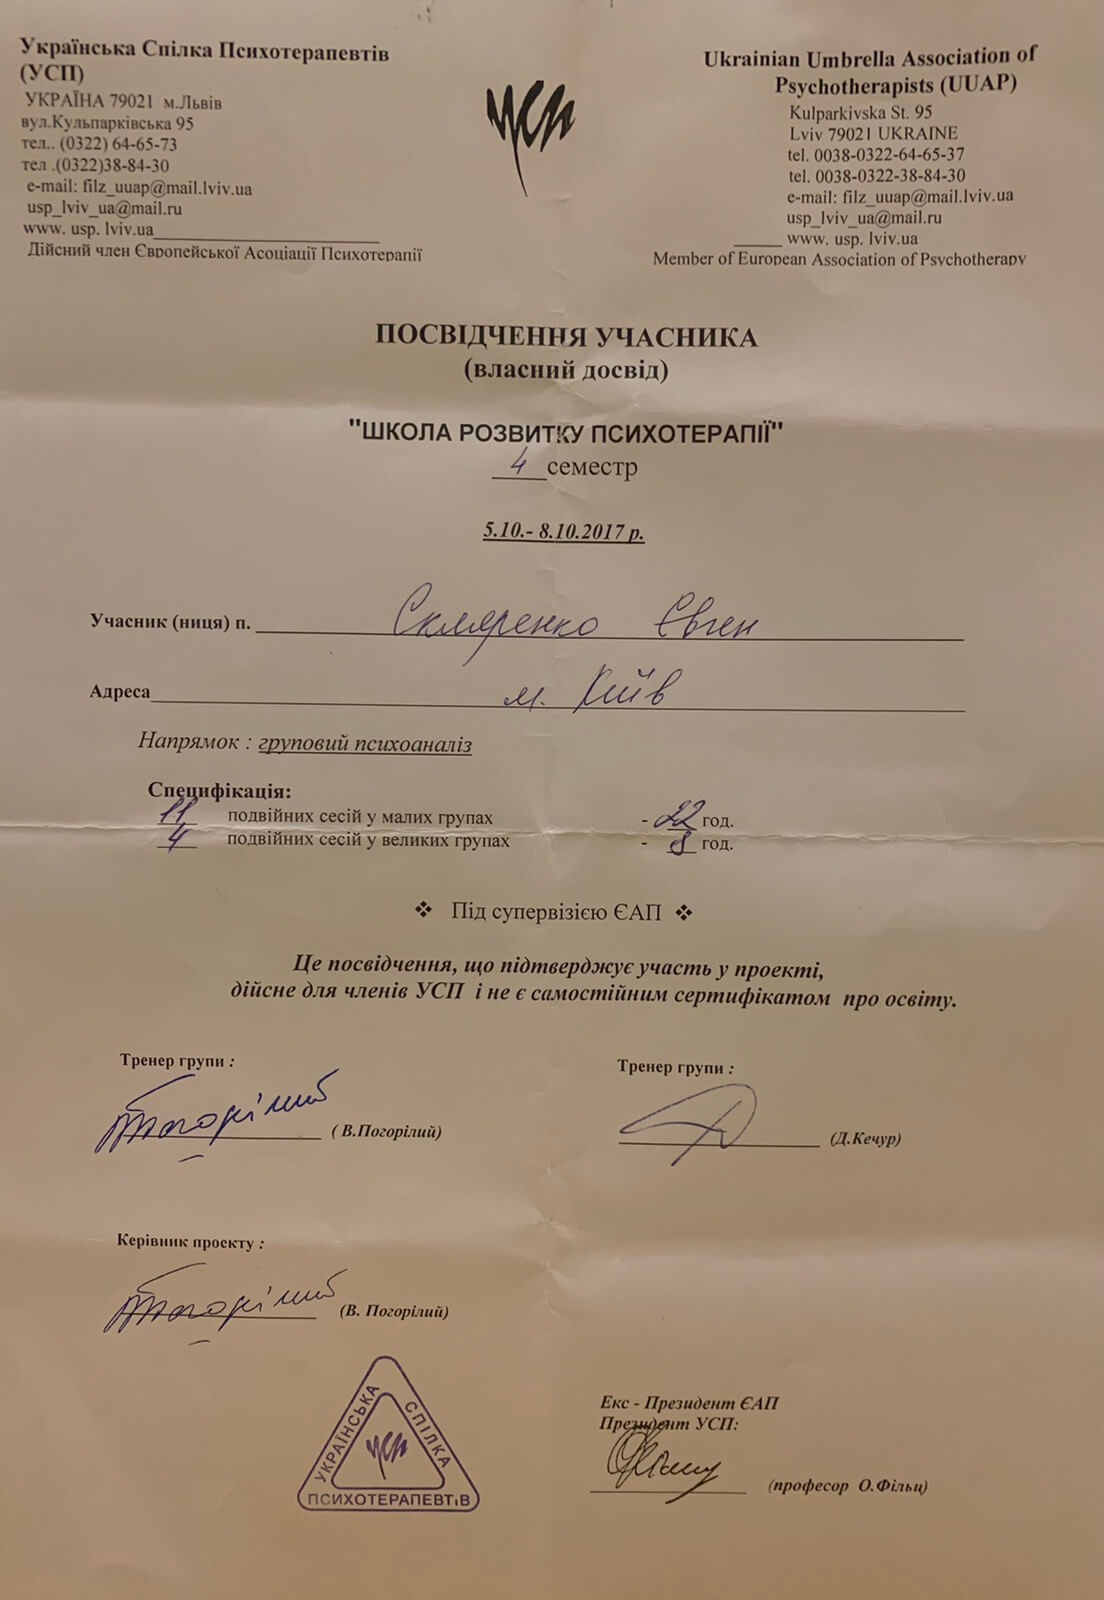 Українська Спілка Психотерапевтів
(УСП)
УКРАЇНА 79021 м.Львів
вул.Кульпарківська 95
тел.. (0322) 64-65-73
тел .(0322)38-84-30
e-mail: filz_uuap@mail.lviv.ua
usp_lviv_ua@mail.ru
www. usp. lviv.ua
Дійсний член Європейської Асоціації Психотерапії
усп
Ukrainian Umbrella Association of
Psychotherapists (UUAP)
Kulparkivska St. 95
Lviv 79021 UKRAINE
tel. 0038-0322-64-65-37
tel. 0038-0322-38-84-30
e-mail: filz_uuap@mail.lviv.ua
usp_lviv_ua@mail.ru
www. usp. lviv.ua
Member of European Association of Psychotherapy
ПОСВІДЧЕННЯ УЧАСНИКА
(власний досвід)
"ШКОЛА РОЗВИТКУ ПСИХОТЕРАПІЇ"
4 семестр
5.10.- 8.10.2017 р.
Учасник (ниця) п. Скляренко Євген
Адреса м. Київ
Напрямок : груповий психоаналіз
Специфікація:
11 подвійних сесій у малих групах - 22 год.
4 подвійних сесій у великих групах - 8 год.
❖ Під супервізією ЄАП ❖
Це посвідчення, що підтверджує участь у проекті,
дійсне для членів УСП і не є самостійним сертифікатом про освіту.
Тренер групи : Тренер групи :
Погорілий ( В.Погорілий) (Д.Кечур)
Керівник проекту :
Погорілий (В. Погорілий)
УКРАЇНСЬКА СПІЛКА ПСИХОТЕРАПЕВТІВ
усп
Екс - Президент ЄАП
Президент УСП:
(професор О.Фільц)